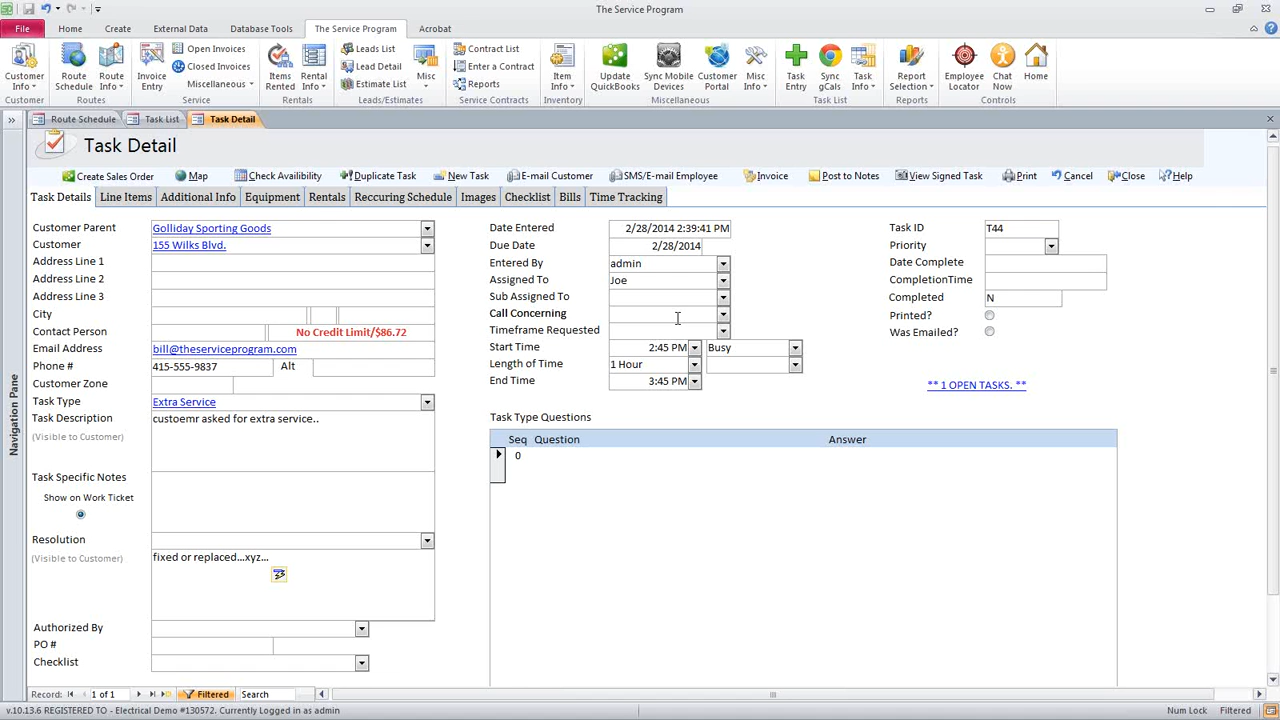 The Service Program
File Home Create External Data Database Tools The Service Program Acrobat
Customer Info Route Schedule Route Info Invoice Entry Open Invoices Closed Invoices Miscellaneous Items Rented Rental Info Leads List Lead Detail Estimate List Misc Contract List Enter a Contract Reports Item Info Update QuickBooks Sync Mobile Devices Customer Portal Misc Info Task Entry Sync gCals Task Info Report Selection Employee Locator Chat Now Home
Customer Routes Service Rentals Leads/Estimates Service Contracts Inventory Miscellaneous Task List Reports Controls
Route Schedule Task List Task Detail
Task Detail
Create Sales Order Map Check Availibility Duplicate Task New Task E-mail Customer SMS/E-mail Employee Invoice Post to Notes View Signed Task Print Cancel Close Help
Task Details Line Items Additional Info Equipment Rentals Reccuring Schedule Images Checklist Bills Time Tracking
Navigation Pane
Customer Parent Golliday Sporting Goods
Customer 155 Wilks Blvd.
Address Line 1
Address Line 2
Address Line 3
City
Contact Person No Credit Limit/$86.72
Email Address bill@theserviceprogram.com
Phone # 415-555-9837 Alt
Customer Zone
Task Type Extra Service
Task Description custoemr asked for extra service..
(Visible to Customer)
Task Specific Notes
Show on Work Ticket
Resolution
(Visible to Customer) fixed or replaced...xyz...
Authorized By
PO #
Checklist
Date Entered 2/28/2014 2:39:41 PM
Due Date 2/28/2014
Entered By admin
Assigned To Joe
Sub Assigned To
Call Concerning
Timeframe Requested
Start Time 2:45 PM Busy
Length of Time 1 Hour
End Time 3:45 PM
Task ID T44
Priority
Date Complete
CompletionTime
Completed N
Printed?
Was Emailed?
** 1 OPEN TASKS. **
Task Type Questions
Seq Question Answer
0
Record: 1 of 1 Filtered Search
v.10.13.6 REGISTERED TO - Electrical Demo #130572. Currently Logged in as admin Num Lock Filtered